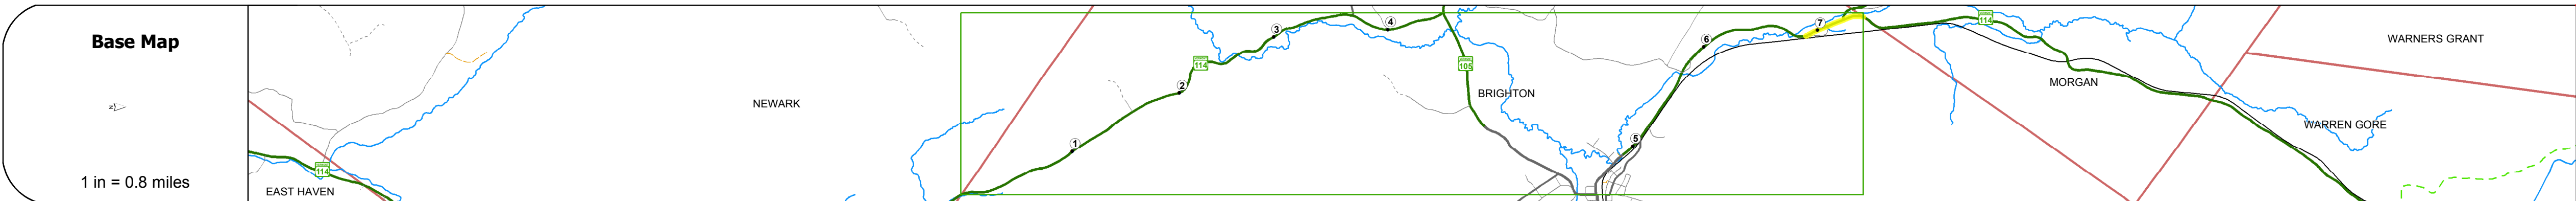 Base Map
N
1 in = 0.8 miles
114
EAST HAVEN
NEWARK
1
2
114
3
4
105
BRIGHTON
5
6
7
114
MORGAN
WARNERS GRANT
WARREN GORE